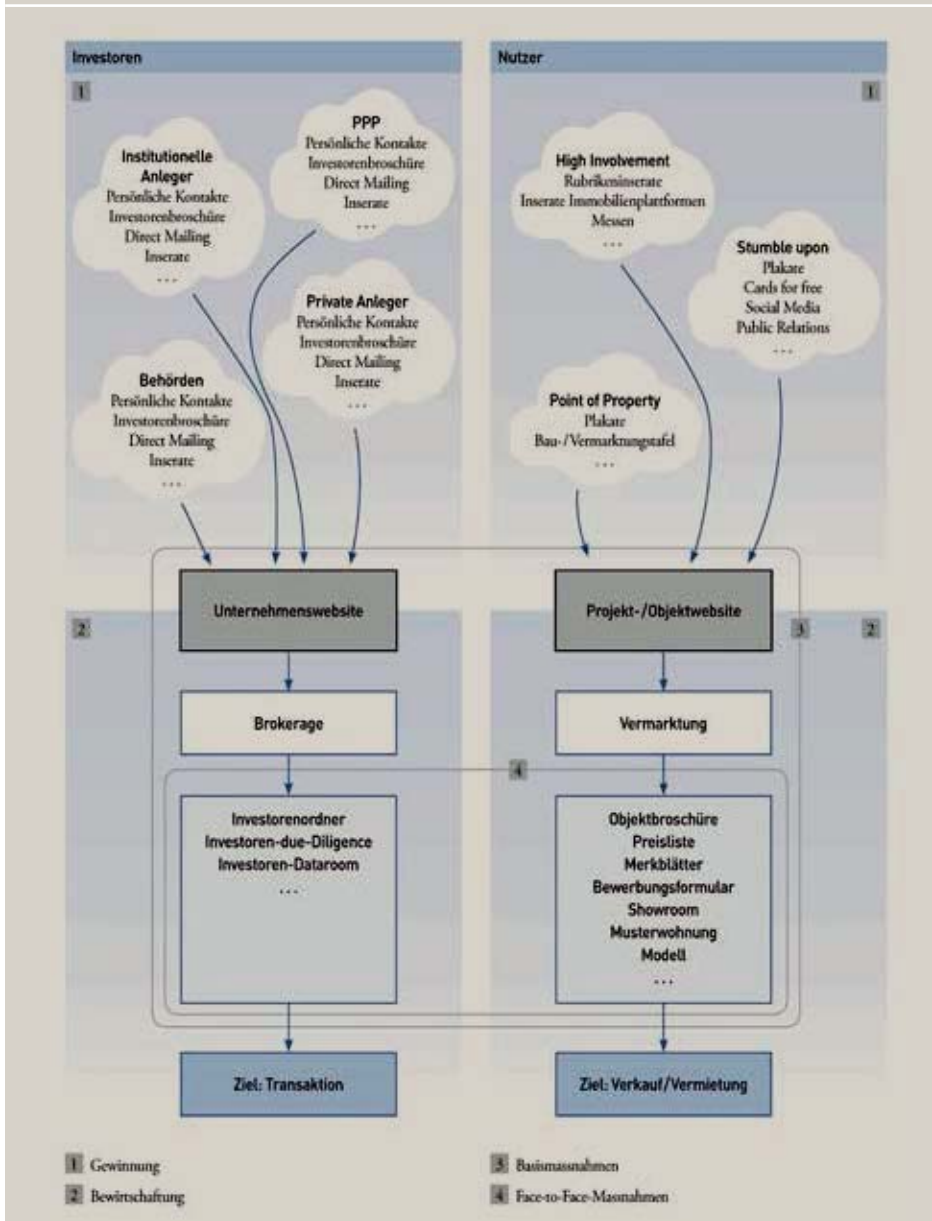 Investoren
1
Institutionelle
Anleger
Persönliche Kontakte
Investorenbroschüre
Direct Mailing
Inserate
...
PPP
Persönliche Kontakte
Investorenbroschüre
Direct Mailing
Inserate
...
Private Anleger
Persönliche Kontakte
Investorenbroschüre
Direct Mailing
Inserate
...
Behörden
Persönliche Kontakte
Investorenbroschüre
Direct Mailing
Inserate
...
Nutzer
1
High Involvement
Rubrikeninserate
Inserate Immobilienplattformen
Messen
...
Stumble upon
Plakate
Cards for free
Social Media
Public Relations
...
Point of Property
Plakate
Bau-/Vermarktungstafel
...
Unternehmenswebsite
Projekt-/Objektwebsite
2
3
2
Brokerage
Vermarktung
4
Investorenordner
Investoren-due-Diligence
Investoren-Dataroom
...
Objektbroschüre
Preisliste
Merkblätter
Bewerbungsformular
Showroom
Musterwohnung
Modell
...
Ziel: Transaktion
Ziel: Verkauf/Vermietung
1 Gewinnung
2 Bewirtschaftung
3 Basismassnahmen
4 Face-to-Face-Massnahmen